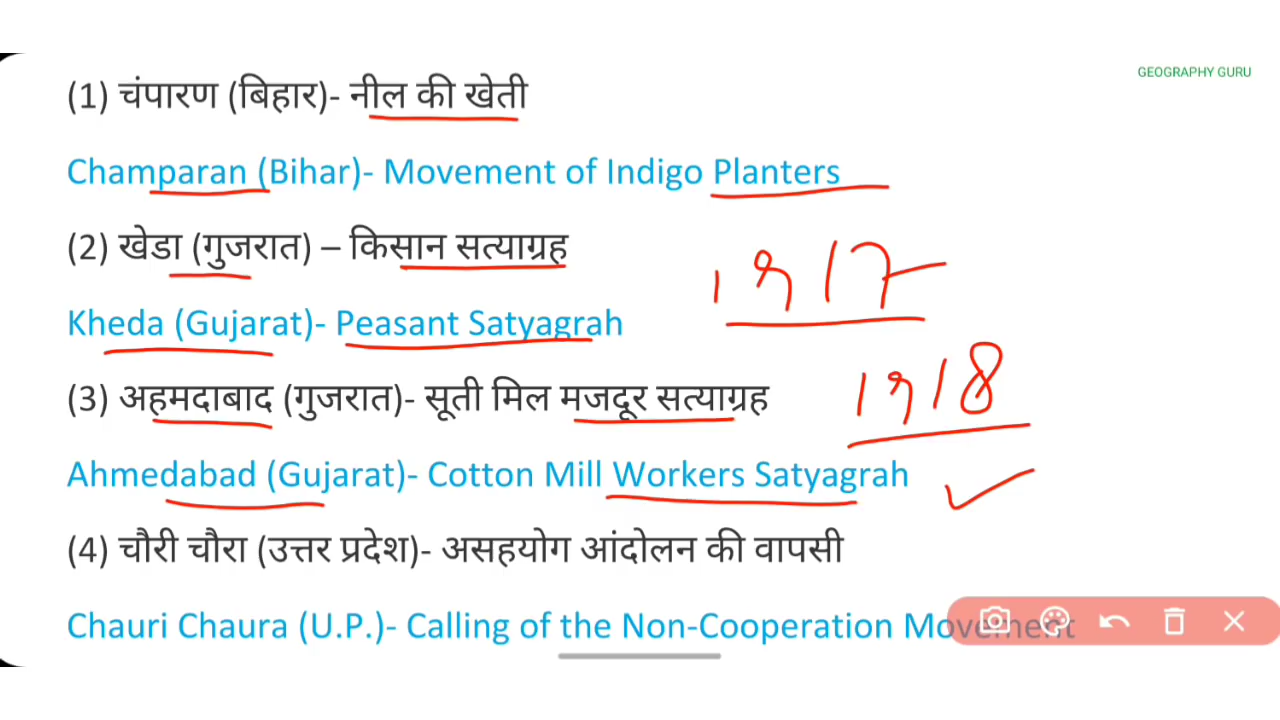 GEOGRAPHY GURU
(1) चंपारण (बिहार)- नील की खेती
Champaran (Bihar)- Movement of Indigo Planters
(2) खेडा (गुजरात) – किसान सत्याग्रह
1917
Kheda (Gujarat)- Peasant Satyagrah
(3) अहमदाबाद (गुजरात)- सूती मिल मजदूर सत्याग्रह
1918
Ahmedabad (Gujarat)- Cotton Mill Workers Satyagrah
(4) चौरी चौरा (उत्तर प्रदेश)- असहयोग आंदोलन की वापसी
Chauri Chaura (U.P.)- Calling of the Non-Cooperation Movement